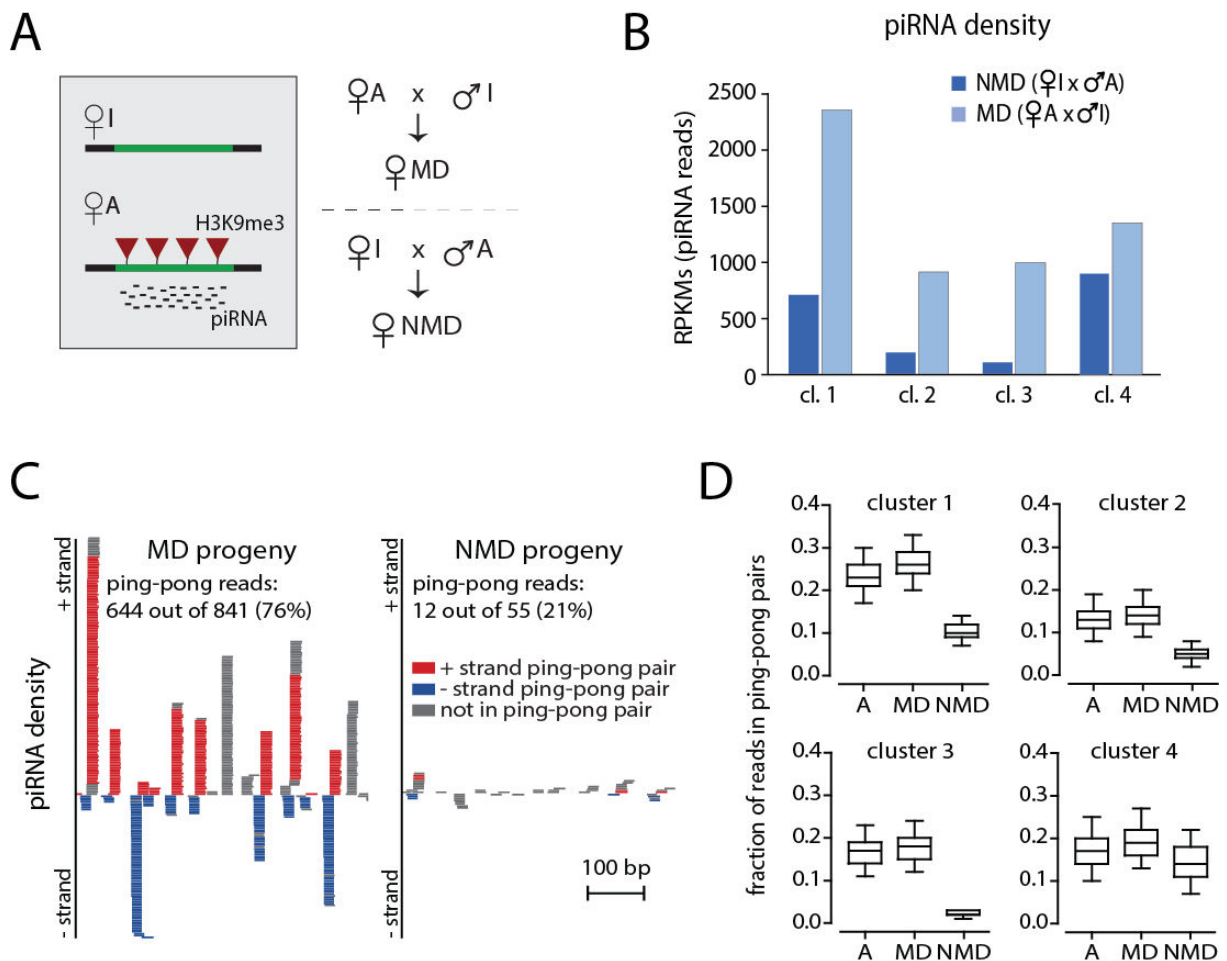 A
♀I
♀A
H3K9me3
piRNA
♀A x ♂I
♀MD
♀I x ♂A
♀NMD
B
piRNA density
NMD (♀I x ♂A)
MD (♀A x ♂I)
RPKMs (piRNA reads)
2500
2000
1500
1000
500
0
cl. 1 cl. 2 cl. 3 cl. 4
C
piRNA density
+ strand
- strand
MD progeny
ping-pong reads:
644 out of 841 (76%)
+ strand
- strand
NMD progeny
ping-pong reads:
12 out of 55 (21%)
+ strand ping-pong pair
- strand ping-pong pair
not in ping-pong pair
100 bp
D
fraction of reads in ping-pong pairs
cluster 1
0.4
0.3
0.2
0.1
0.0
A MD NMD
cluster 2
0.4
0.3
0.2
0.1
0.0
A MD NMD
cluster 3
0.4
0.3
0.2
0.1
0.0
A MD NMD
cluster 4
0.4
0.3
0.2
0.1
0.0
A MD NMD